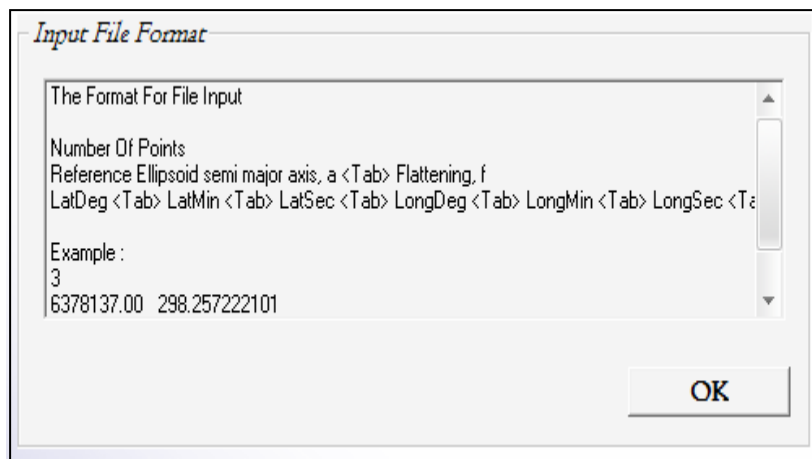 Input File Format
The Format For File Input
Number Of Points
Reference Ellipsoid semi major axis, a <Tab> Flattening, f
LatDeg <Tab> LatMin <Tab> LatSec <Tab> LongDeg <Tab> LongMin <Tab> LongSec <Ta
Example :
3
6378137.00 298.257222101
OK